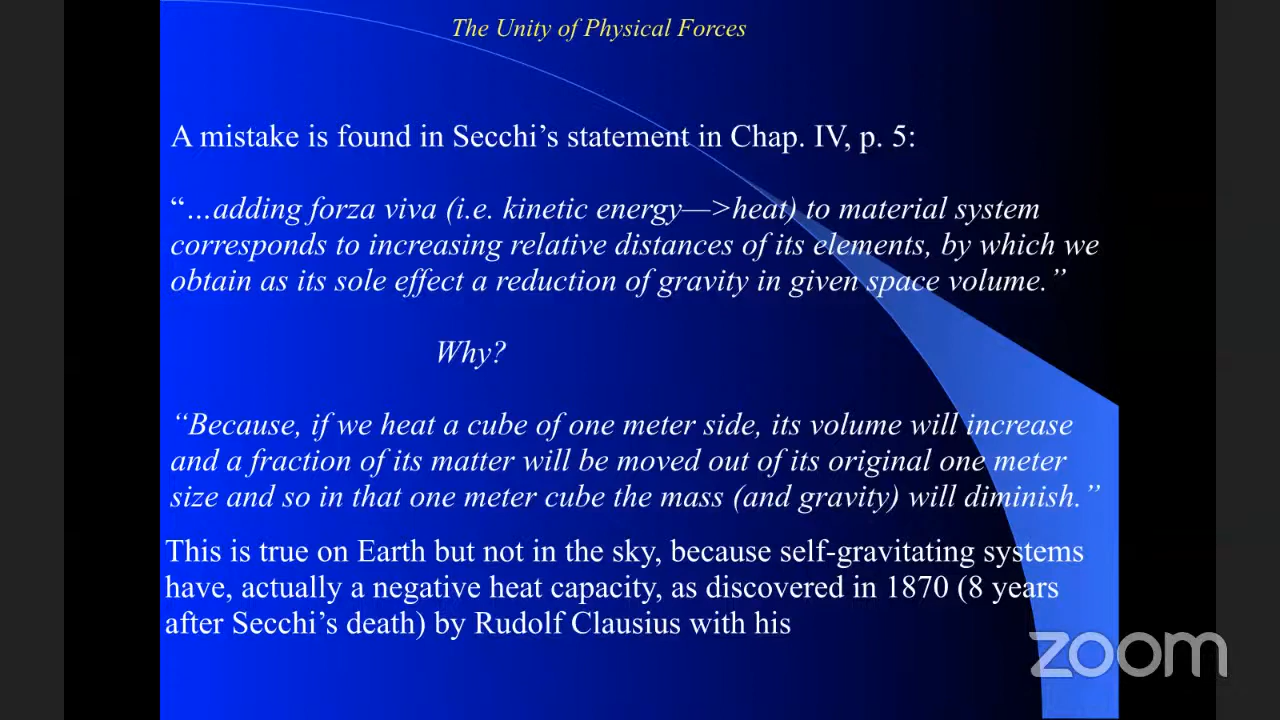 The Unity of Physical Forces
A mistake is found in Secchi’s statement in Chap. IV, p. 5:
“…adding forza viva (i.e. kinetic energy—>heat) to material system
corresponds to increasing relative distances of its elements, by which we
obtain as its sole effect a reduction of gravity in given space volume.”
Why?
“Because, if we heat a cube of one meter side, its volume will increase
and a fraction of its matter will be moved out of its original one meter
size and so in that one meter cube the mass (and gravity) will diminish.”
This is true on Earth but not in the sky, because self-gravitating systems
have, actually a negative heat capacity, as discovered in 1870 (8 years
after Secchi’s death) by Rudolf Clausius with his
zoom